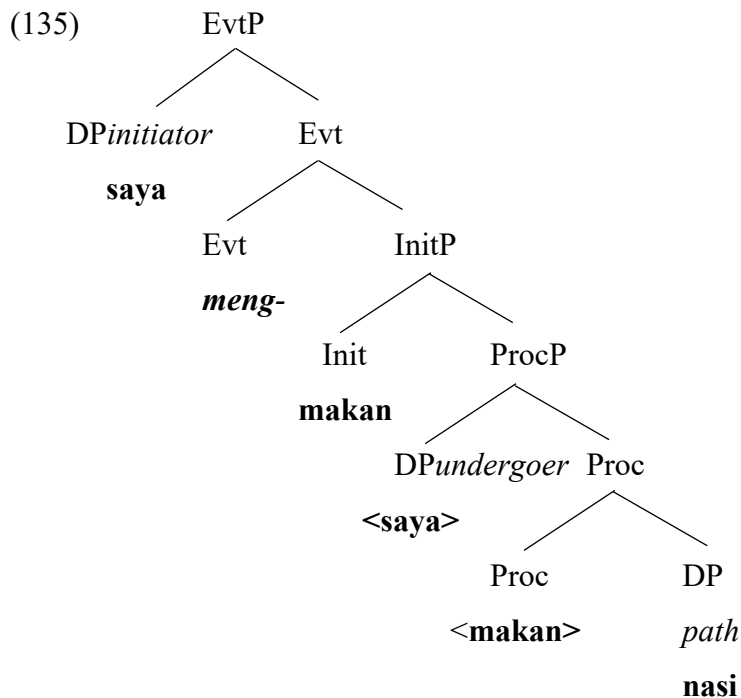 (135) EvtP
DPinitiator Evt
saya
Evt InitP
meng-
Init ProcP
makan
DPundergoer Proc
<saya>
Proc DP
<makan> path
nasi